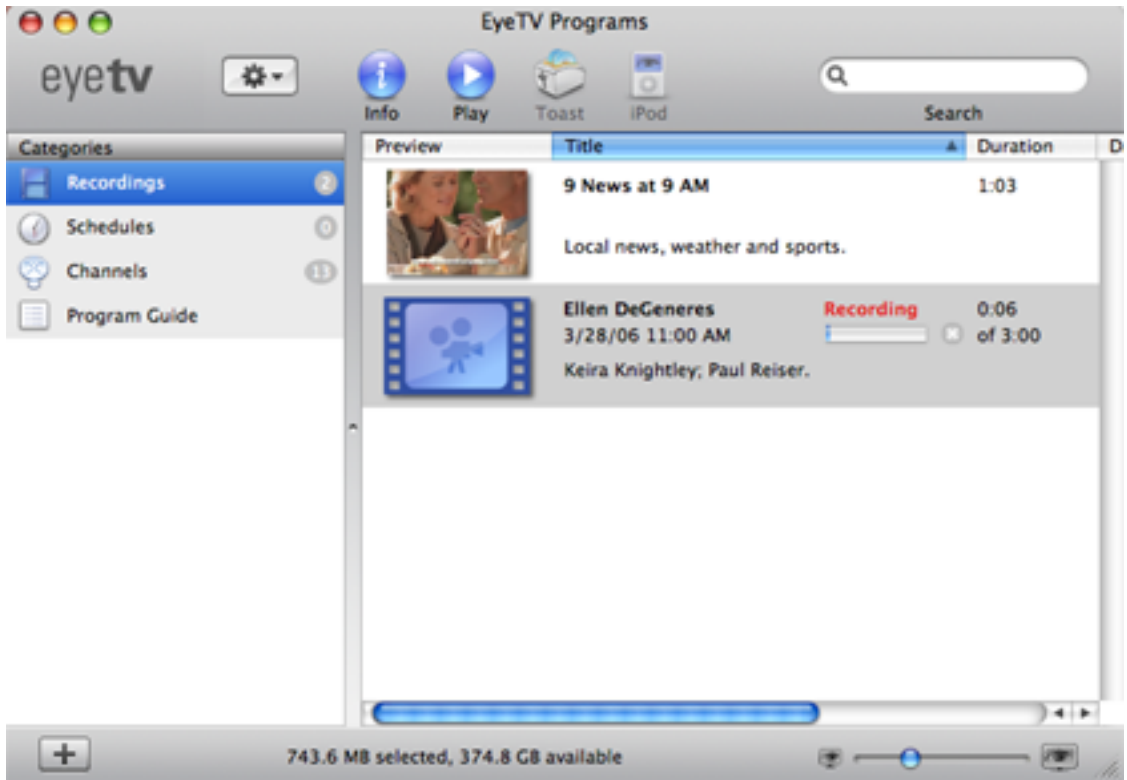 EyeTV Programs
eyetv
Info
Play
Toast
iPod
Search
Categories
Recordings 2
Schedules 0
Channels 13
Program Guide
Preview Title Duration D
9 News at 9 AM 1:03
Local news, weather and sports.
Ellen DeGeneres Recording 0:06
3/28/06 11:00 AM of 3:00
Keira Knightley; Paul Reiser.
743.6 MB selected, 374.8 GB available